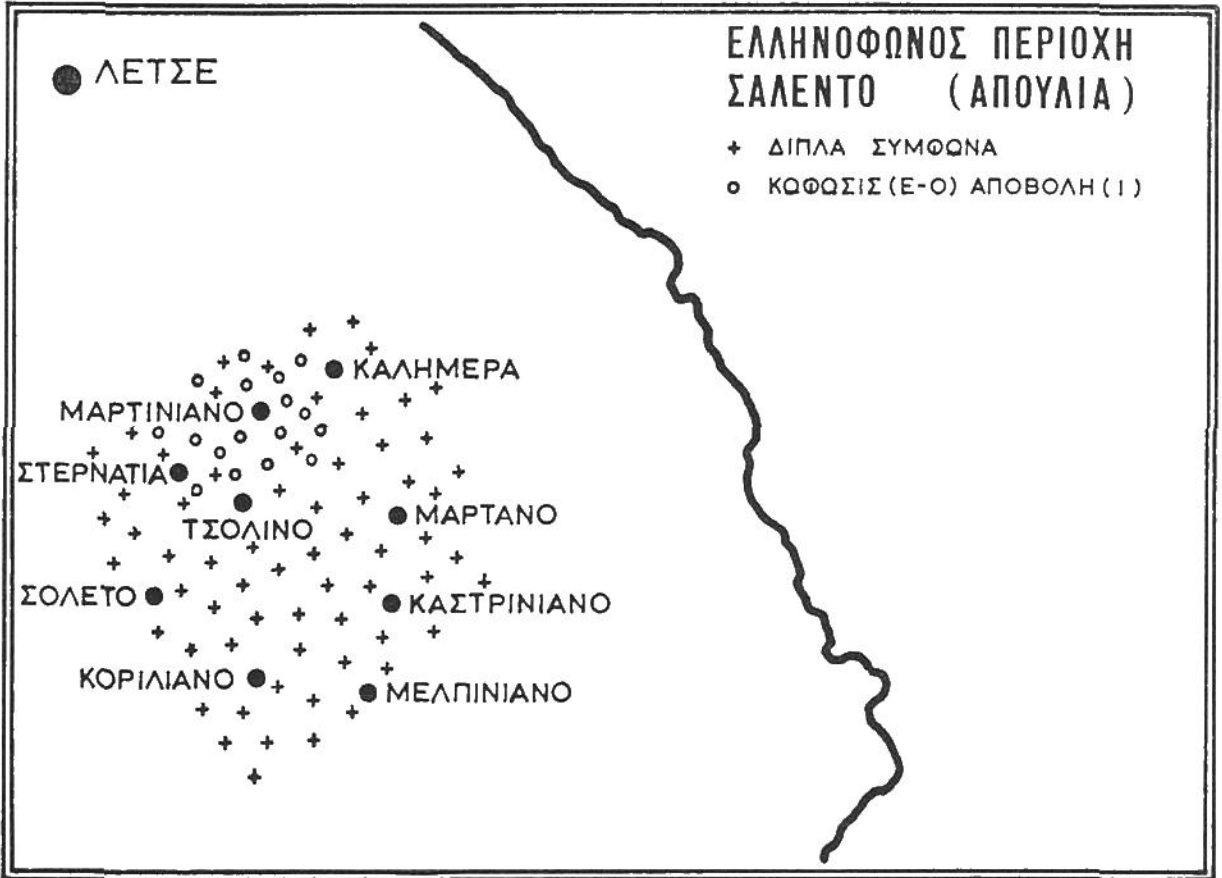 ΕΛΛΗΝΟΦΩΝΟΣ ΠΕΡΙΟΧΗ
ΣΑΛΕΝΤΟ (ΑΠΟΥΛΙΑ)
+ ΔΙΠΛΑ ΣΥΜΦΩΝΑ
o ΚΩΦΩΣΙΣ (Ε-Ο) ΑΠΟΒΟΛΗ (Ι)
ΛΕΤΣΕ
ΚΑΛΗΜΕΡΑ
ΜΑΡΤΙΝΙΑΝΟ
ΣΤΕΡΝΑΤΙΑ
ΤΣΟΛΙΝΟ
ΜΑΡΤΑΝΟ
ΣΟΛΕΤΟ
ΚΑΣΤΡΙΝΙΑΝΟ
ΚΟΡΙΛΙΑΝΟ
ΜΕΛΠΙΝΙΑΝΟ